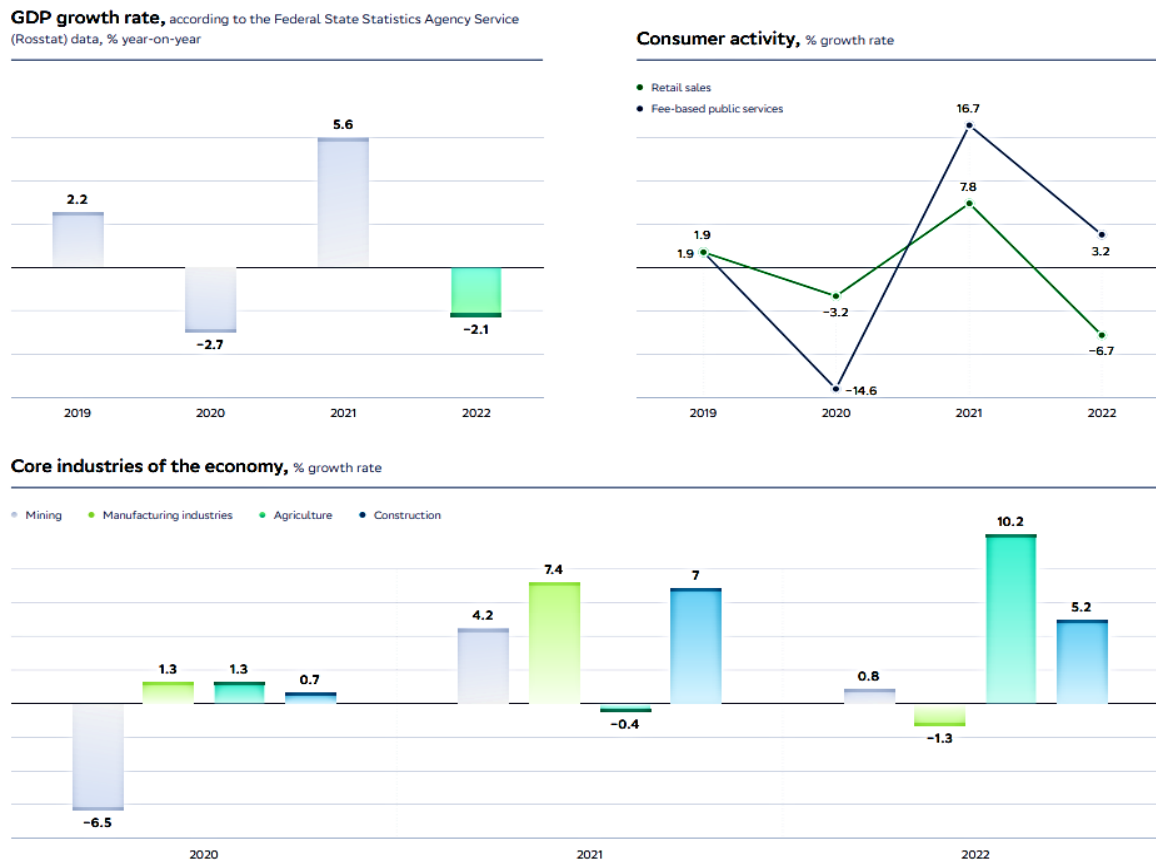 GDP growth rate, according to the Federal State Statistics Agency Service
(Rosstat) data, % year-on-year
2.2
−2.7
5.6
−2.1
2019 2020 2021 2022
Consumer activity, % growth rate
Retail sales
Fee-based public services
16.7
7.8
1.9
1.9
3.2
−3.2
−6.7
−14.6
2019 2020 2021 2022
Core industries of the economy, % growth rate
Mining Manufacturing industries Agriculture Construction
−6.5
1.3
1.3
0.7
4.2
7.4
−0.4
7
0.8
−1.3
10.2
5.2
2020 2021 2022